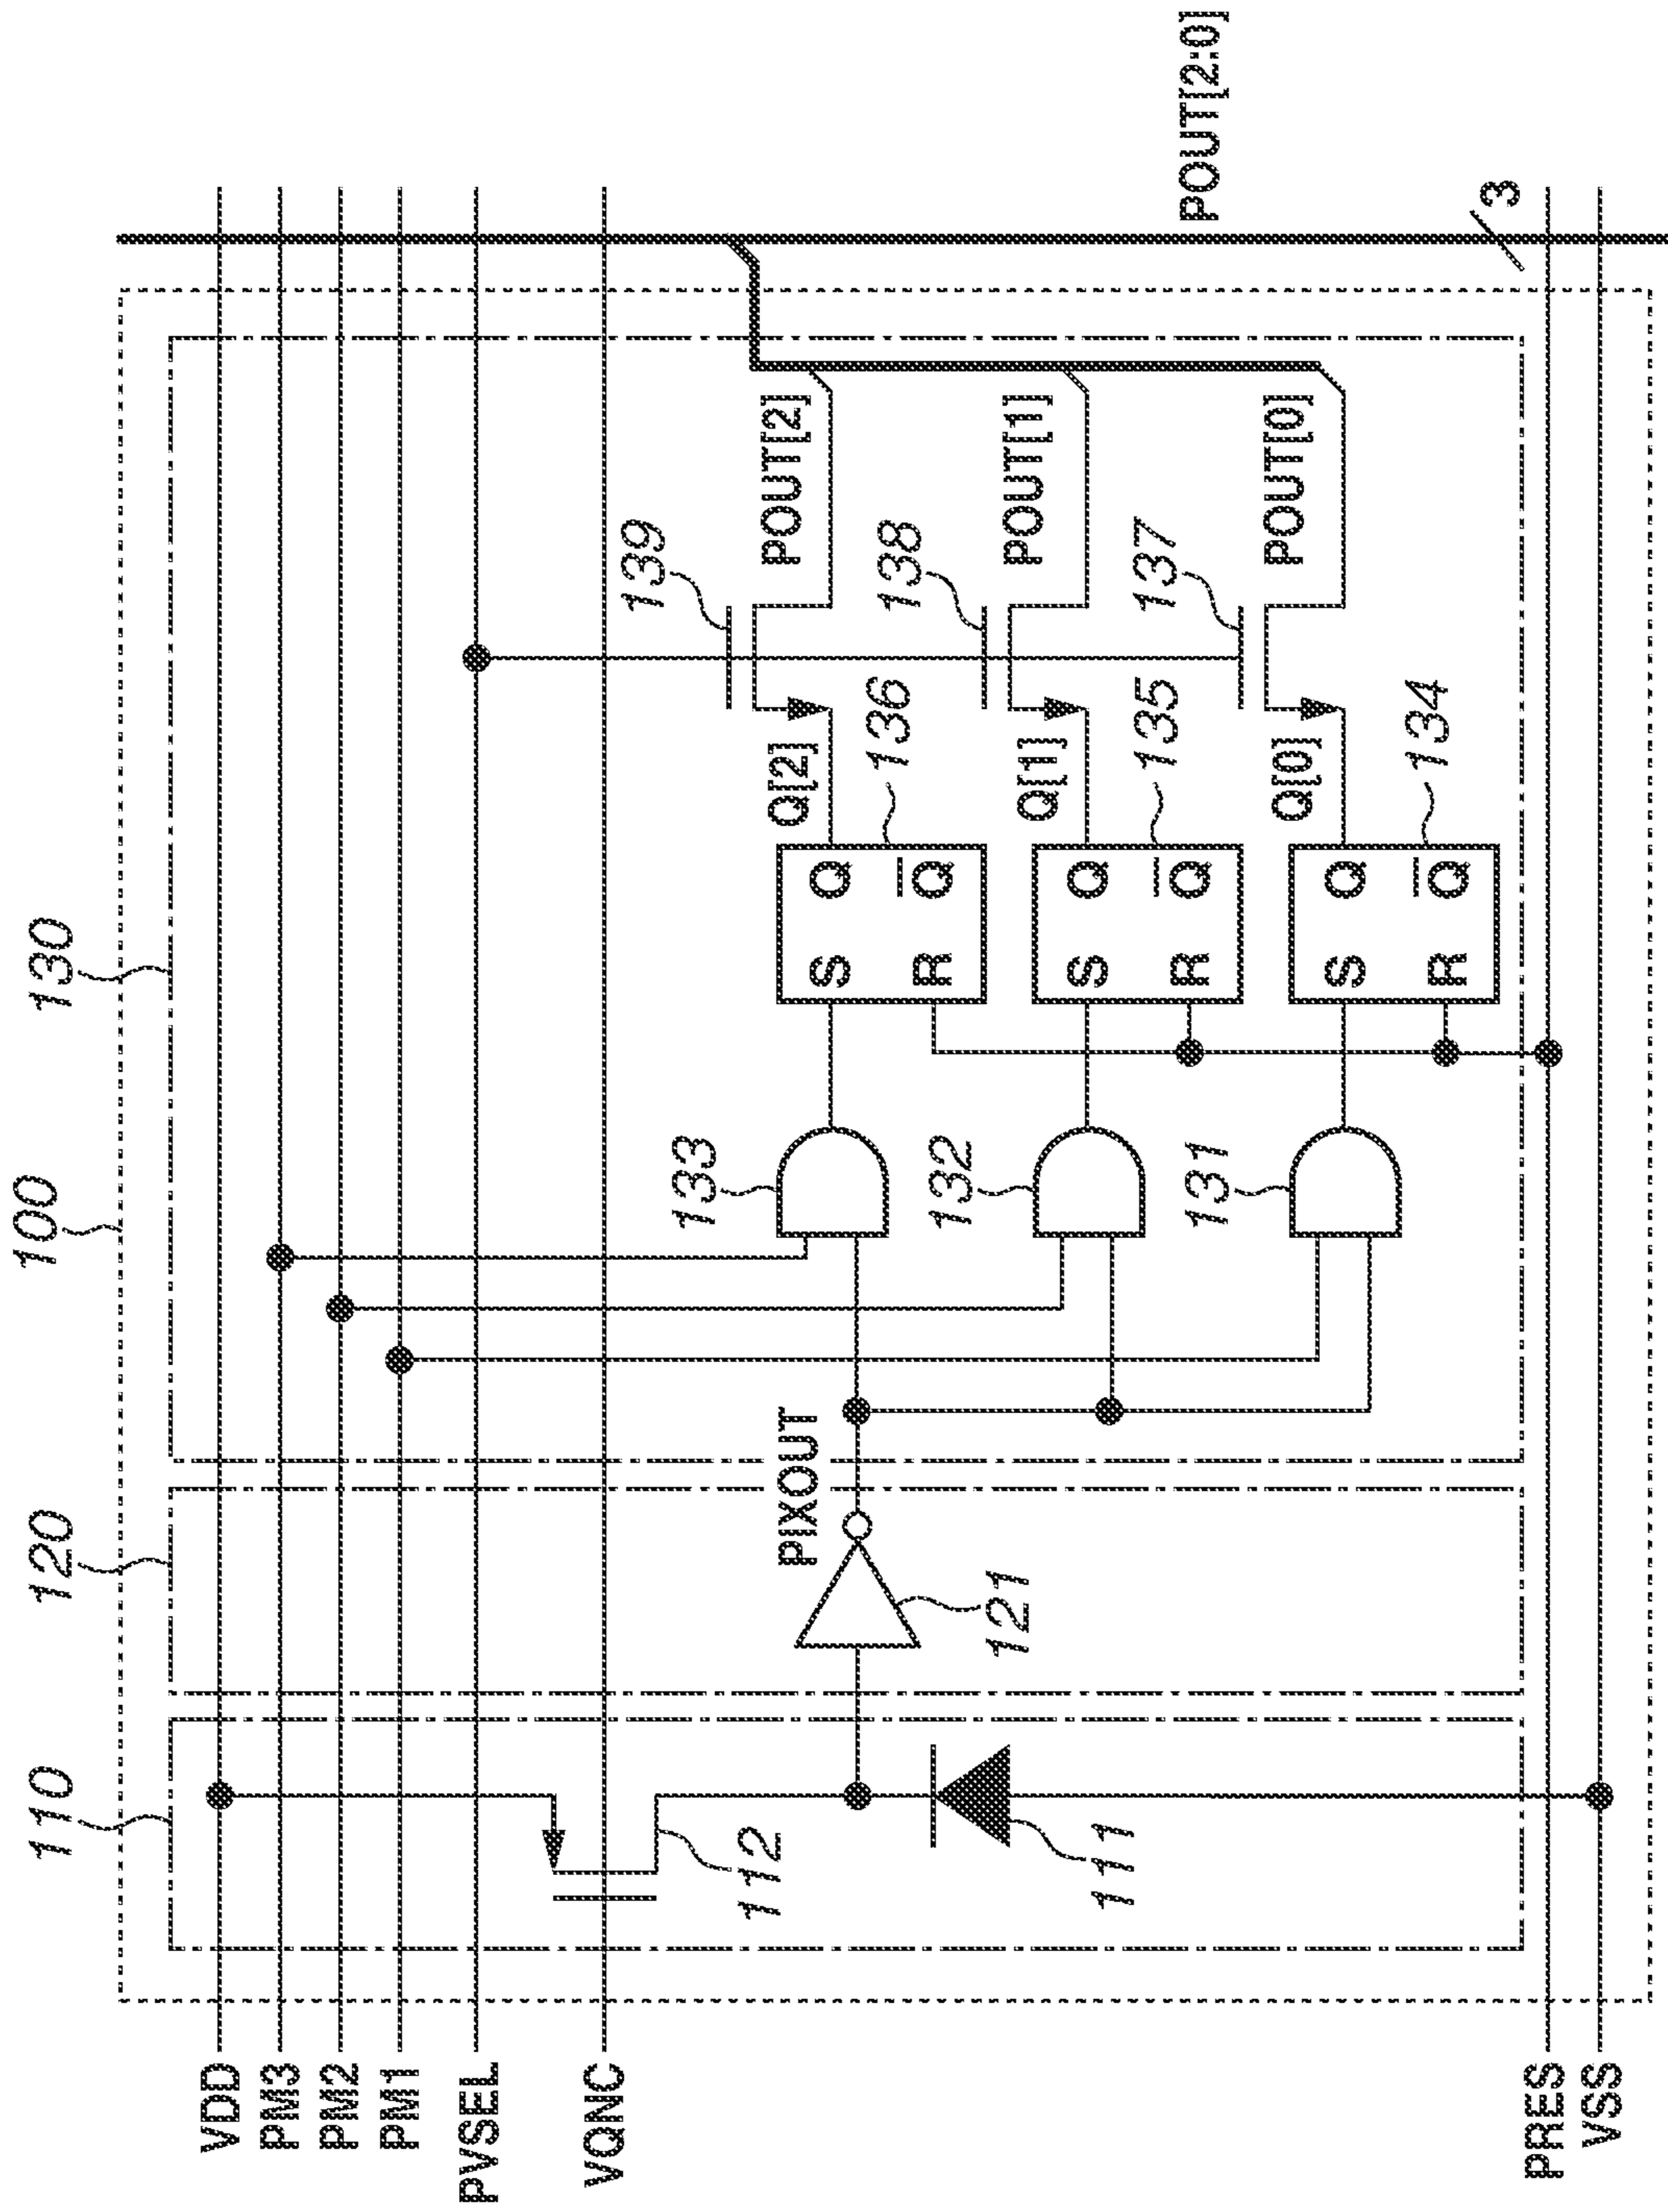 100
110
120
130
VDD
PM3
PM2
PM1
PVSEL
VQNC
139
133
Q[2]
POUT[2]
PIXOUT
S Q
R Q̅
136
112
138
132
Q[1]
POUT[1]
121
S Q
R Q̅
135
111
137
131
Q[0]
POUT[0]
S Q
R Q̅
134
POUT[2:0]
3
PRES
VSS